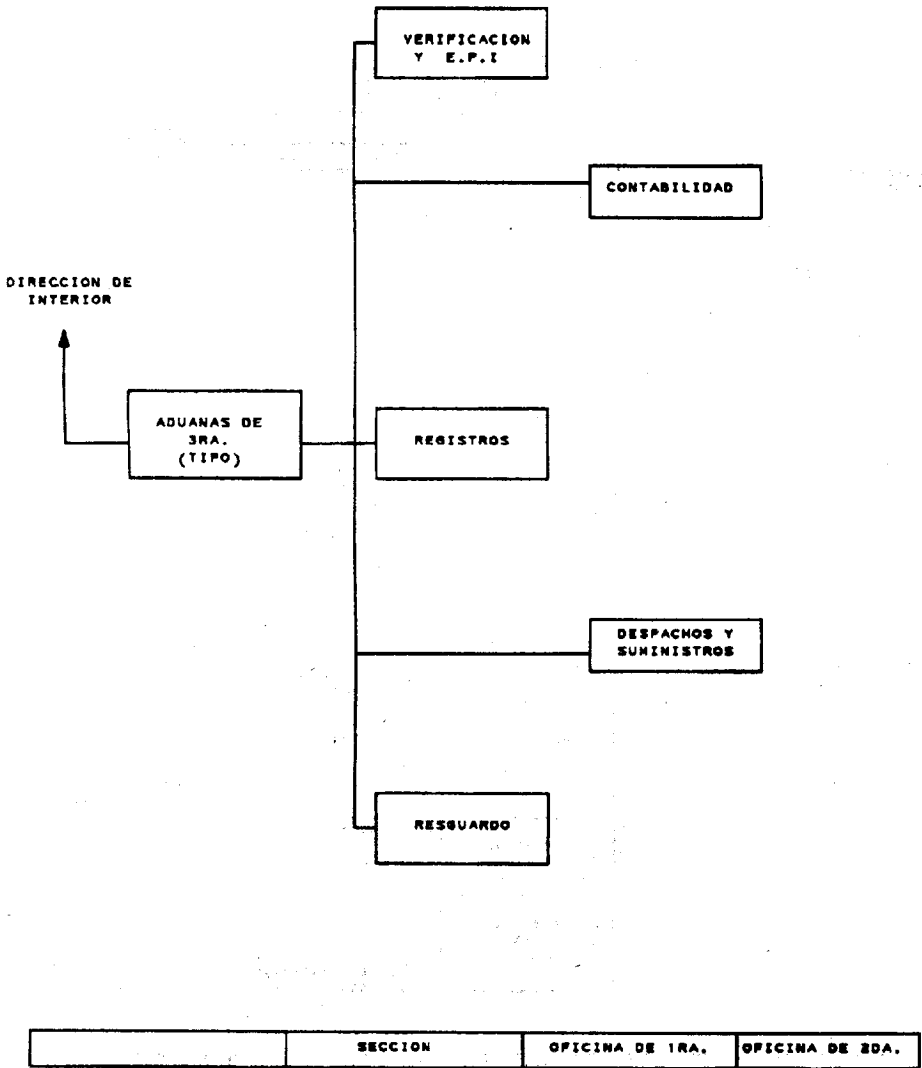 VERIFICACION
Y E.P.I
CONTABILIDAD
DIRECCION DE
INTERIOR
ADUANAS DE
3RA.
(TIPO)
REGISTROS
DESPACHOS Y
SUMINISTROS
RESGUARDO
SECCION
OFICINA DE 1RA.
OFICINA DE 2DA.